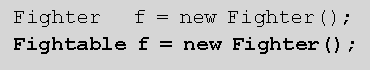 Fighter   f = new Fighter();
Fightable f = new Fighter();